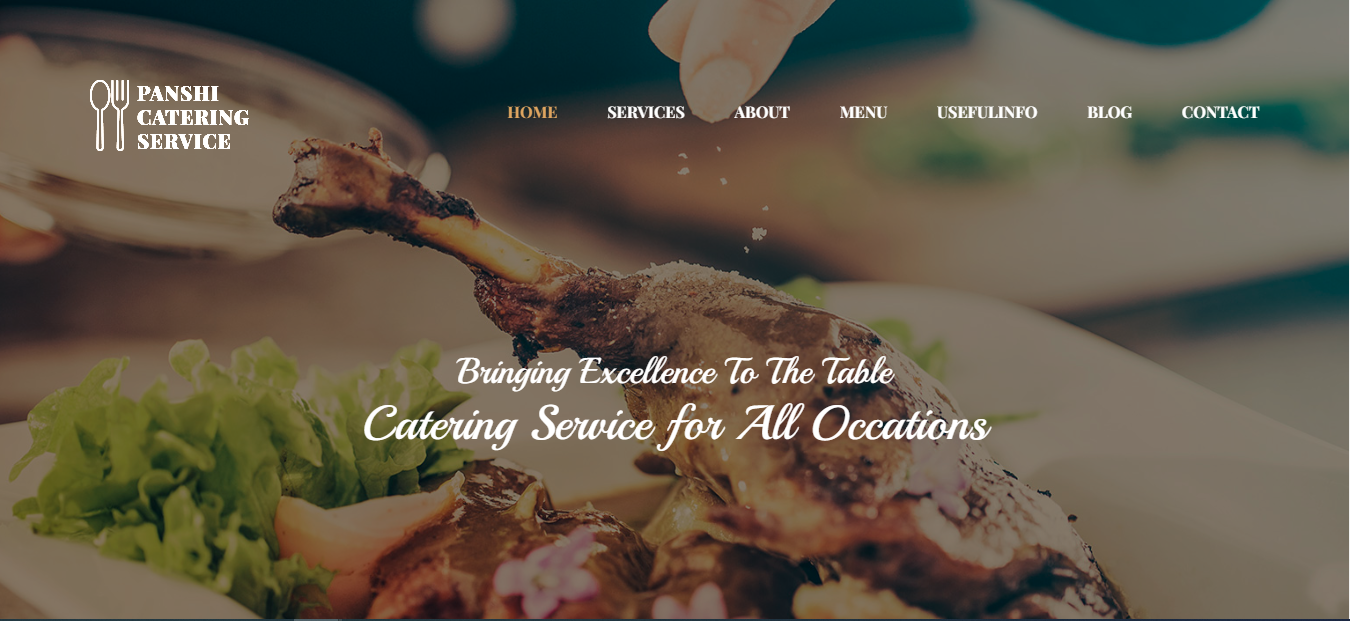 PANSHI
CATERING
SERVICE
HOME SERVICES ABOUT MENU USEFULINFO BLOG CONTACT
Bringing Excellence To The Table
Catering Service for All Occations